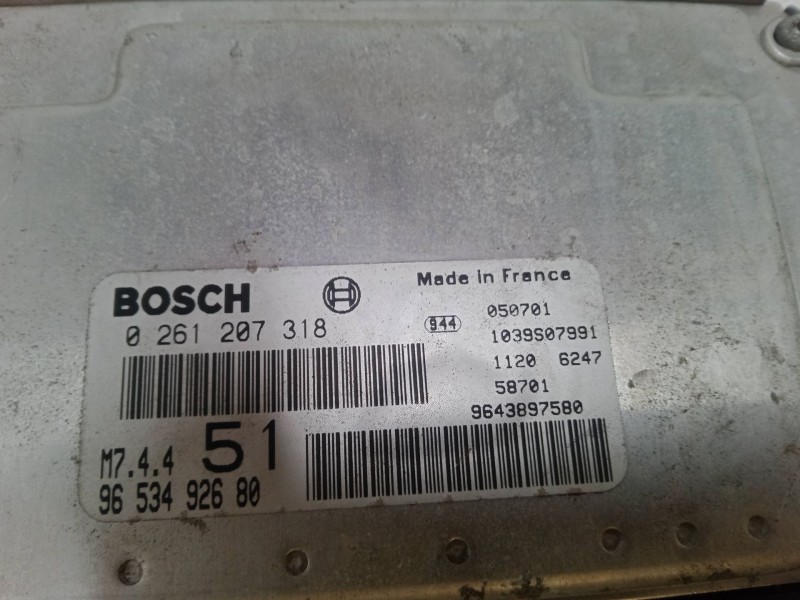 BOSCH
Made in France
0 261 207 318
944
050701
1039S07991
1120 6247
58701
9643897580
M7.4.4
51
96 534 926 80